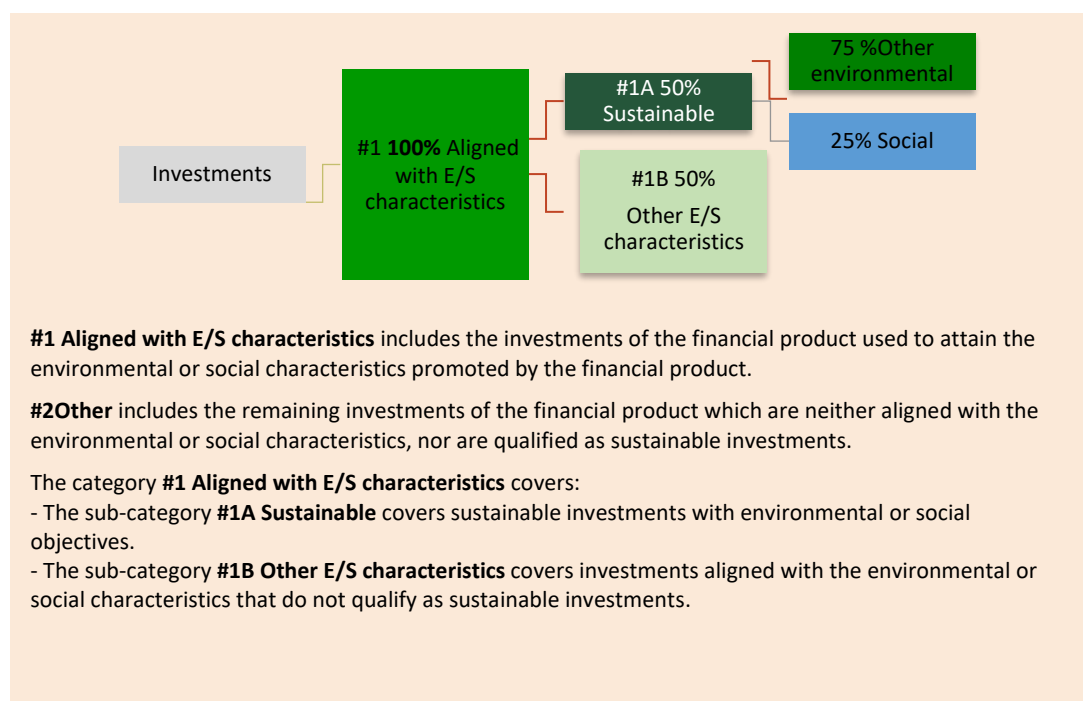 75 %Other
environmental
#1A 50%
Sustainable
#1 100% Aligned
with E/S
characteristics
25% Social
Investments
#1B 50%
Other E/S
characteristics
#1 Aligned with E/S characteristics includes the investments of the financial product used to attain the
environmental or social characteristics promoted by the financial product.
#2Other includes the remaining investments of the financial product which are neither aligned with the
environmental or social characteristics, nor are qualified as sustainable investments.
The category #1 Aligned with E/S characteristics covers:
- The sub-category #1A Sustainable covers sustainable investments with environmental or social
objectives.
- The sub-category #1B Other E/S characteristics covers investments aligned with the environmental or
social characteristics that do not qualify as sustainable investments.